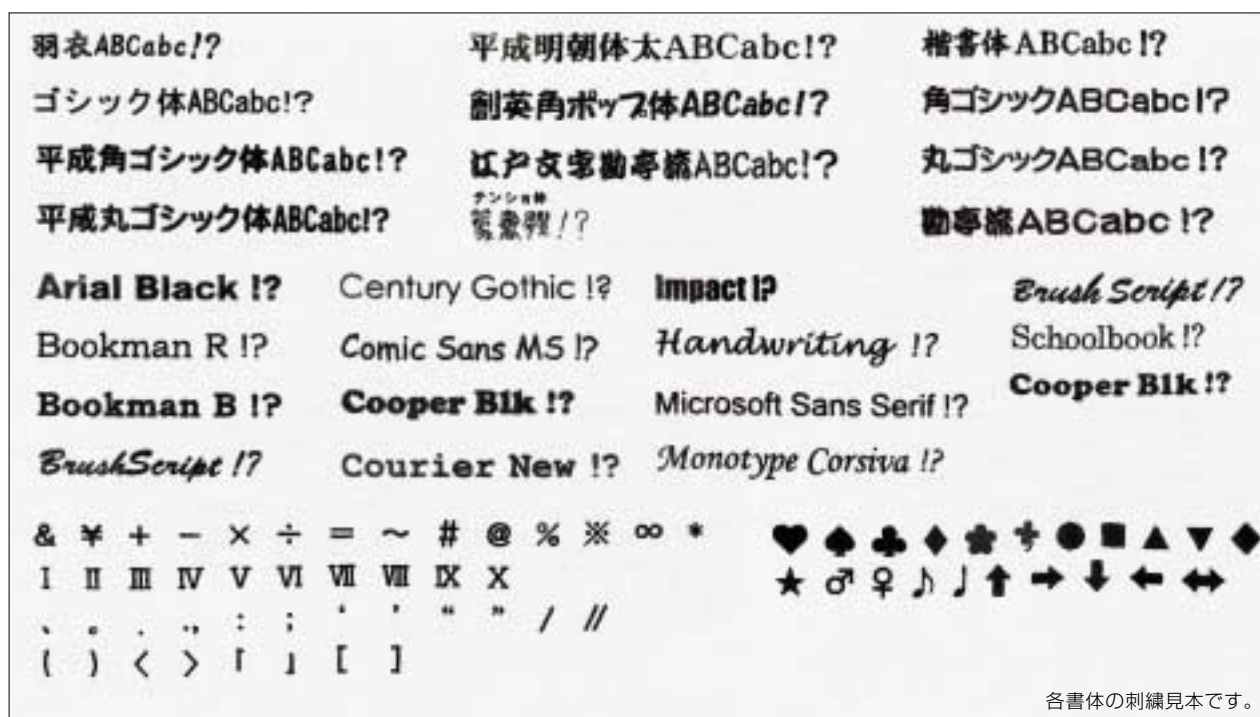 羽衣ABCabc!? 平成明朝体太ABCabc!? 楷書体ABCabc!?
ゴシック体ABCabc!? 創英角ポップ体ABCabc!? 角ゴシックABCabc!?
平成角ゴシック体ABCabc!? 江戸文字勘亭流ABCabc!? 丸ゴシックABCabc!?
テンショ体
平成丸ゴシック体ABCabc!? 篆書体!? 勘亭流ABCabc!?
Arial Black !? Century Gothic !? Impact !? Brush Script !?
Bookman R !? Comic Sans MS !? Handwriting !? Schoolbook !?
Bookman B !? Cooper Blk !? Microsoft Sans Serif !? Cooper Blk !?
BrushScript !? Courier New !? Monotype Corsiva !?
& ¥ + − × ÷ = ~ # @ % ※ ∞ * ♥ ♠ ♣ ♦ ● ■ ▲ ▼ ◆
Ⅰ Ⅱ Ⅲ Ⅳ Ⅴ Ⅵ Ⅶ Ⅷ Ⅸ Ⅹ ★ ♂ ♀ ♪ ♩ ⬆ ➡ ⬇ ⬅ ⬌
、 。 . ., : ; ‘ ’ “ ” / //
( ) 〈 〉 「 」 [ ]
各書体の刺繍見本です。